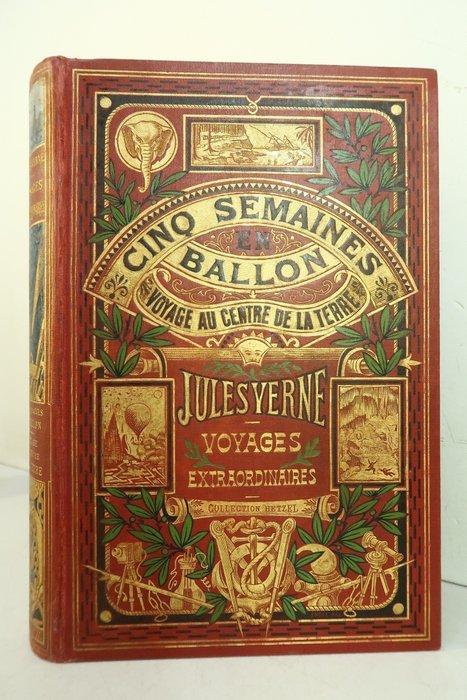 CINQ SEMAINES
EN
BALLON
VOYAGE AU CENTRE DE LA TERRE
JULES VERNE
VOYAGES
EXTRAORDINAIRES
COLLECTION HETZEL